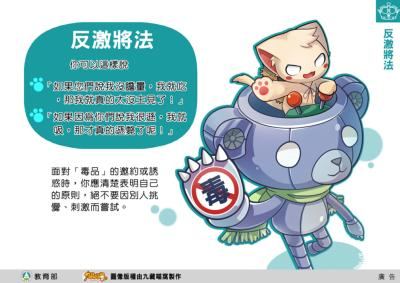 反激將法
你可以這樣說
「如果您們說我沒膽量，我就吃
，那我就真的太沒主見了！」
「如果因為你們說我很遜，我就
吸，那才真的遜斃了呢！」
面對「毒品」的邀約或誘
惑時，你應清楚表明自己
的原則，絕不要因別人挑
釁、刺激而嘗試。
毒
反激將法
教育部
圖像版權由九藏喵窩製作
廣告